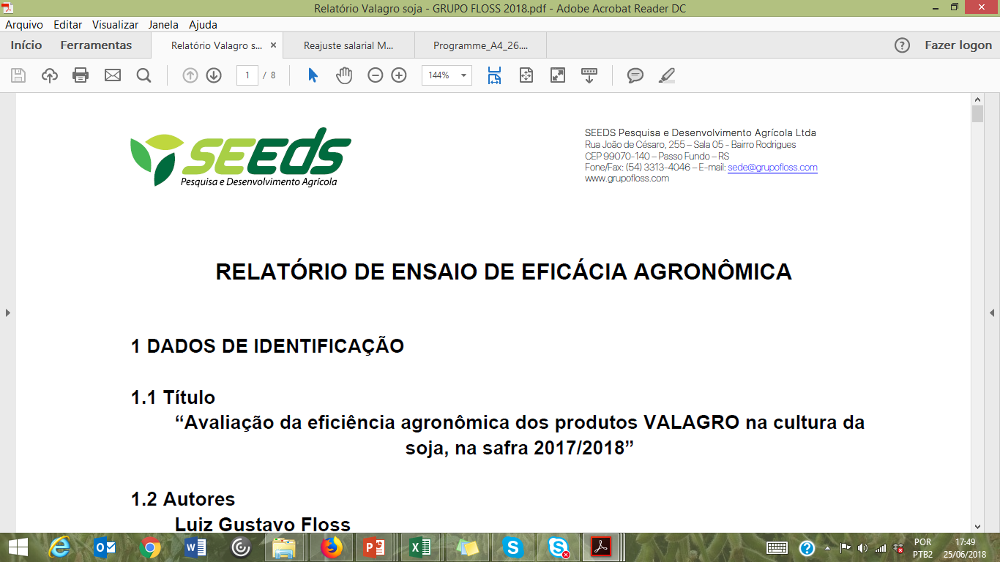 Relatório Valagro soja - GRUPO FLOSS 2018.pdf - Adobe Acrobat Reader DC
Arquivo Editar Visualizar Janela Ajuda
Início Ferramentas Relatório Valagro s... × Reajuste salarial M... Programme_A4_26.... ? Fazer logon
1 / 8 144%
SEEDS
Pesquisa e Desenvolvimento Agrícola
SEEDS Pesquisa e Desenvolvimento Agrícola Ltda
Rua João de Césaro, 255 – Sala 05 - Bairro Rodrigues
CEP 99070-140 – Passo Fundo – RS
Fone/Fax: (54) 3313-4046 – E-mail: sede@grupofloss.com
www.grupofloss.com
RELATÓRIO DE ENSAIO DE EFICÁCIA AGRONÔMICA
1 DADOS DE IDENTIFICAÇÃO
1.1 Título
“Avaliação da eficiência agronômica dos produtos VALAGRO na cultura da
soja, na safra 2017/2018”
1.2 Autores
Luiz Gustavo Floss
POR 17:49
PTB2 25/06/2018